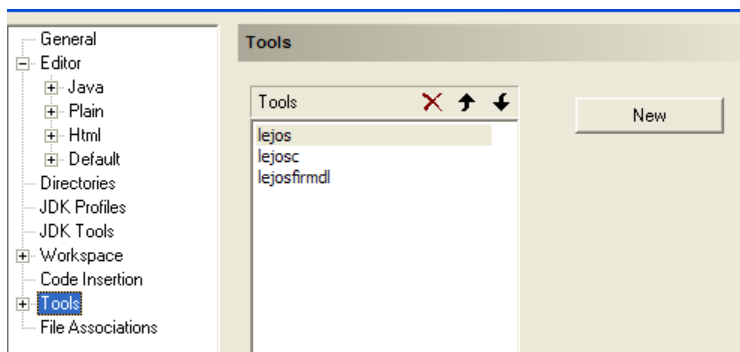 General
Editor
Java
Plain
Html
Default
Directories
JDK Profiles
JDK Tools
Workspace
Code Insertion
Tools
File Associations
Tools
Tools
New
lejos
lejosc
lejosfirmdl